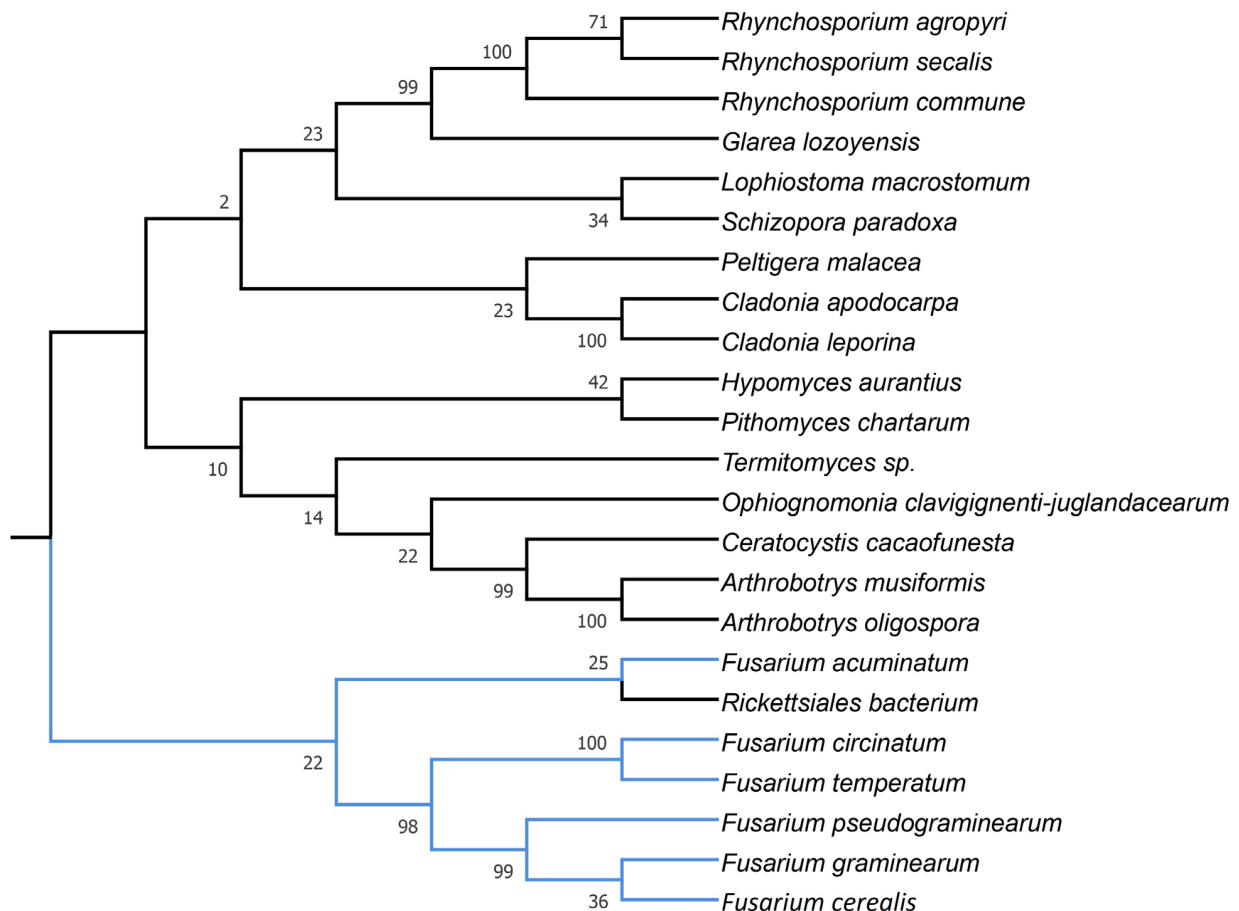 71
Rhynchosporium agropyri
100
Rhynchosporium secalis
99
Rhynchosporium commune
23
Glarea lozoyensis
Lophiostoma macrostomum
2
34
Schizopora paradoxa
Peltigera malacea
23
Cladonia apodocarpa
100
Cladonia leporina
42
Hypomyces aurantius
Pithomyces chartarum
10
Termitomyces sp.
14
Ophiognomonia clavigignenti-juglandacearum
22
Ceratocystis cacaofunesta
99
Arthrobotrys musiformis
100
Arthrobotrys oligospora
25
Fusarium acuminatum
Rickettsiales bacterium
22
100
Fusarium circinatum
Fusarium temperatum
98
Fusarium pseudograminearum
99
Fusarium graminearum
36
Fusarium cerealis